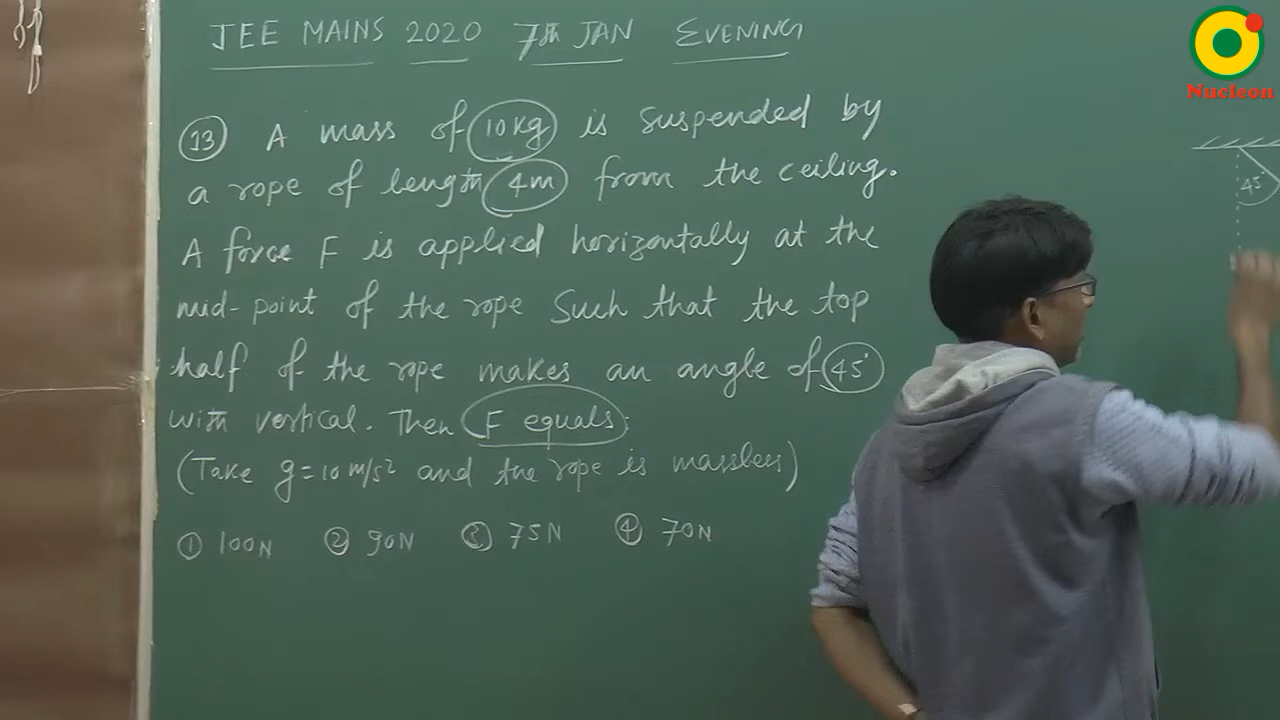 JEE MAINS 2020 7th JAN EVENING
Nucleon
13 A mass of 10kg is suspended by
a rope of length 4m from the ceiling.
A force F is applied horizontally at the
mid-point of the rope Such that the top
half of the rope makes an angle of 45°
with vertical. Then F equals:
(Take g=10 m/s² and the rope is massless)
① 100N ② 90N ③ 75N ④ 70N
45°